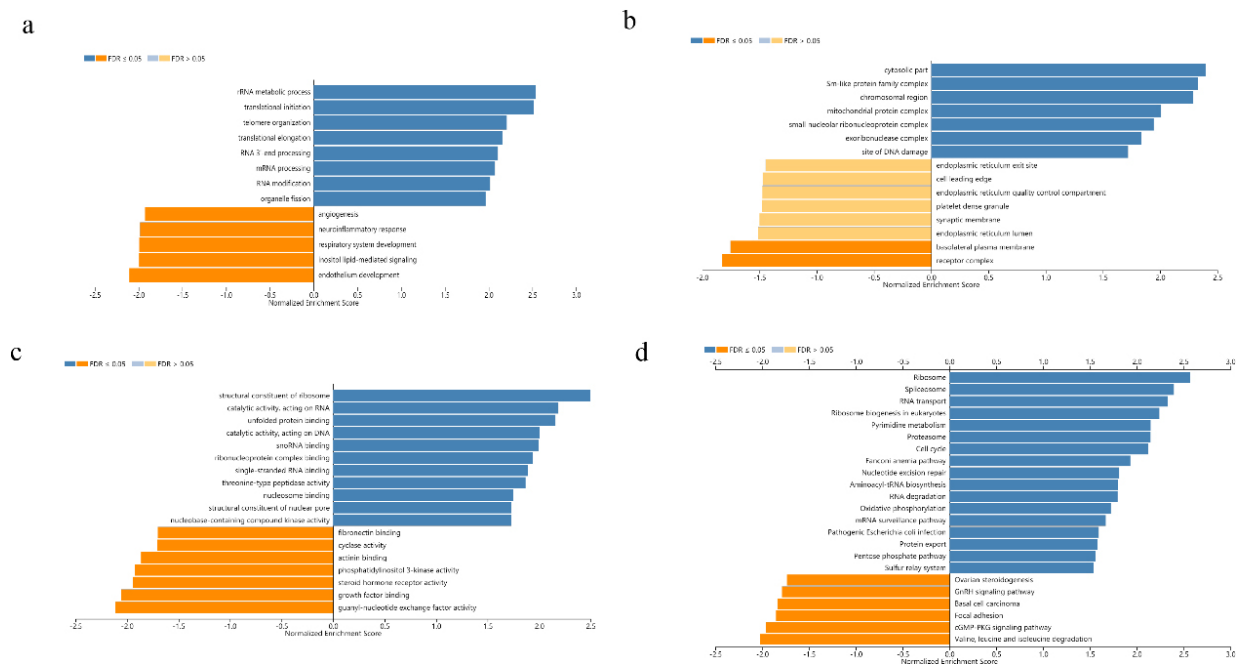 a
FDR ≤ 0.05 FDR > 0.05
rRNA metabolic process
translational initiation
telomere organization
translational elongation
RNA 3' end processing
mRNA processing
RNA modification
organelle fission
angiogenesis
neuroinflammatory response
respiratory system development
inositol lipid-mediated signaling
endothelium development
-2.5 -2.0 -1.5 -1.0 -0.5 0.0 0.5 1.0 1.5 2.0 2.5 3.0
Normalized Enrichment Score
b
FDR ≤ 0.05 FDR > 0.05
cytosolic part
Sm-like protein family complex
chromosomal region
mitochondrial protein complex
small nucleolar ribonucleoprotein complex
exoribonuclease complex
site of DNA damage
endoplasmic reticulum exit site
cell leading edge
endoplasmic reticulum quality control compartment
platelet dense granule
synaptic membrane
endoplasmic reticulum lumen
basolateral plasma membrane
receptor complex
-2.0 -1.5 -1.0 -0.5 0.0 0.5 1.0 1.5 2.0 2.5
Normalized Enrichment Score
c
FDR ≤ 0.05 FDR > 0.05
structural constituent of ribosome
catalytic activity, acting on RNA
unfolded protein binding
catalytic activity, acting on DNA
snoRNA binding
ribonucleoprotein complex binding
single-stranded RNA binding
threonine-type peptidase activity
nucleosome binding
structural constituent of nuclear pore
nucleobase-containing compound kinase activity
fibronectin binding
cyclase activity
actinin binding
phosphatidylinositol 3-kinase activity
steroid hormone receptor activity
growth factor binding
guanyl-nucleotide exchange factor activity
-2.5 -2.0 -1.5 -1.0 -0.5 0.0 0.5 1.0 1.5 2.0 2.5
Normalized Enrichment Score
d
FDR ≤ 0.05 FDR > 0.05
-2.5 -2.0 -1.5 -1.0 -0.5 0.0 0.5 1.0 1.5 2.0 2.5 3.0
Ribosome
Spliceosome
RNA transport
Ribosome biogenesis in eukaryotes
Pyrimidine metabolism
Proteasome
Cell cycle
Fanconi anemia pathway
Nucleotide excision repair
Aminoacyl-tRNA biosynthesis
RNA degradation
Oxidative phosphorylation
mRNA surveillance pathway
Pathogenic Escherichia coli infection
Protein export
Pentose phosphate pathway
Sulfur relay system
Ovarian steroidogenesis
GnRH signaling pathway
Basal cell carcinoma
Focal adhesion
cGMP-PKG signaling pathway
Valine, leucine and isoleucine degradation
-2.5 -2.0 -1.5 -1.0 -0.5 0.0 0.5 1.0 1.5 2.0 2.5 3.0
Normalized Enrichment Score